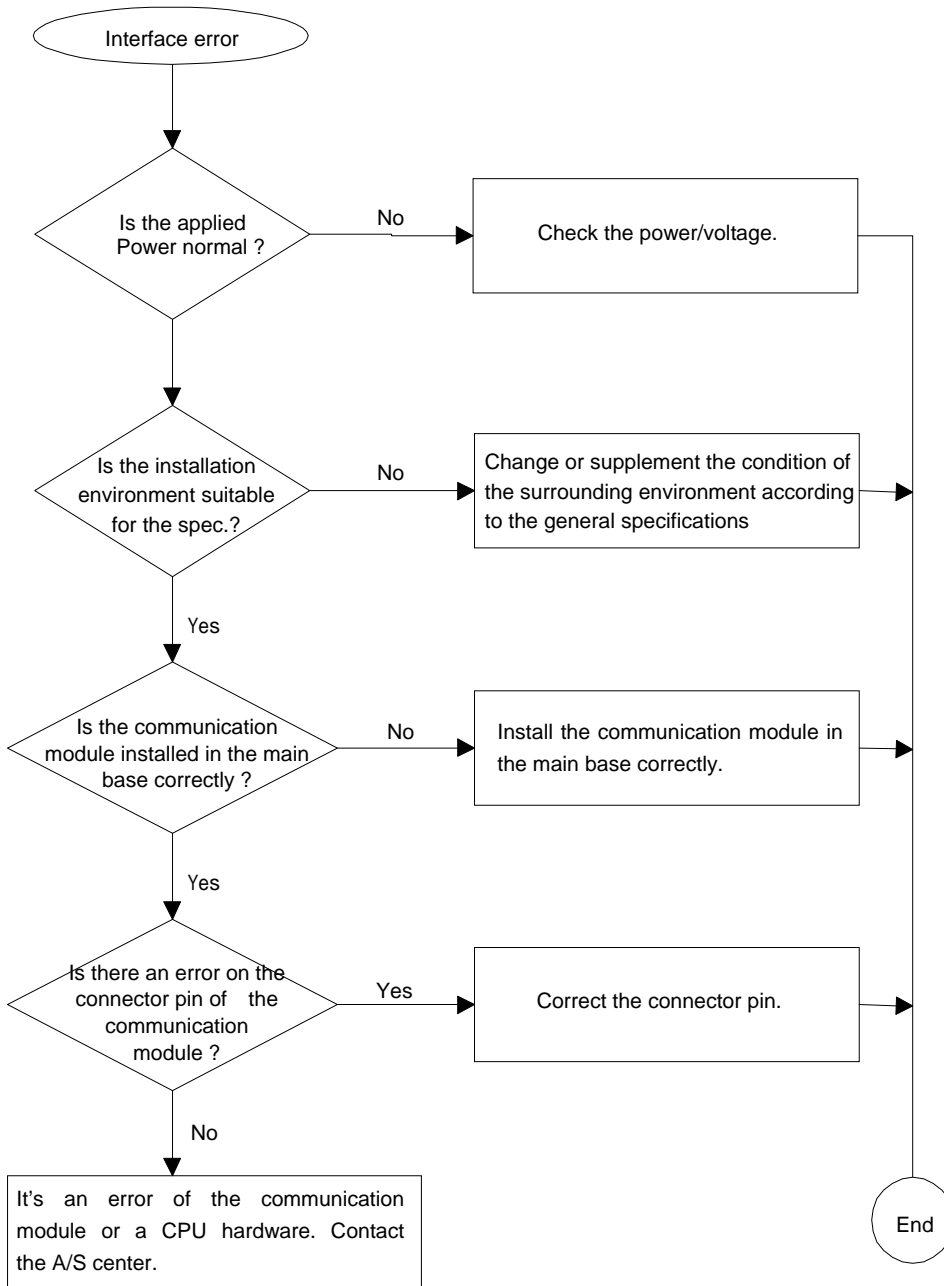 Interface error
Is the applied
Power normal ?
No
Check the power/voltage.
Is the installation
environment suitable
for the spec.?
No
Change or supplement the condition of
the surrounding environment according
to the general specifications
Yes
Is the communication
module installed in the main
base correctly ?
No
Install the communication module in
the main base correctly.
Yes
Is there an error on the
connector pin of the
communication
module ?
Yes
Correct the connector pin.
No
It's an error of the communication
module or a CPU hardware. Contact
the A/S center.
End